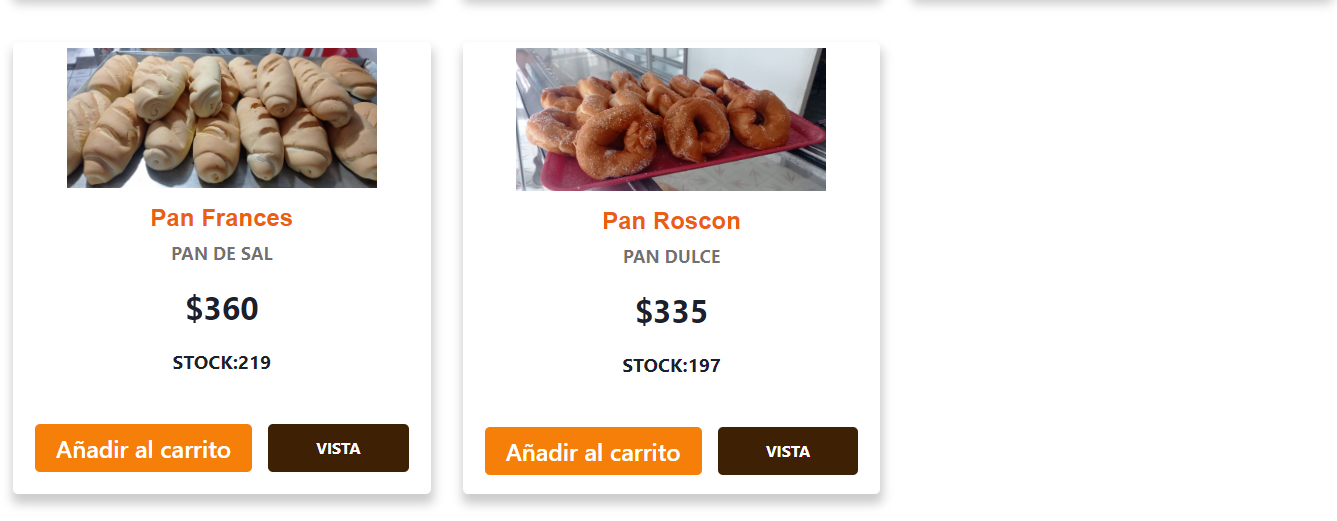 Pan Frances
PAN DE SAL
$360
STOCK:219
Añadir al carrito
VISTA
Pan Roscon
PAN DULCE
$335
STOCK:197
Añadir al carrito
VISTA